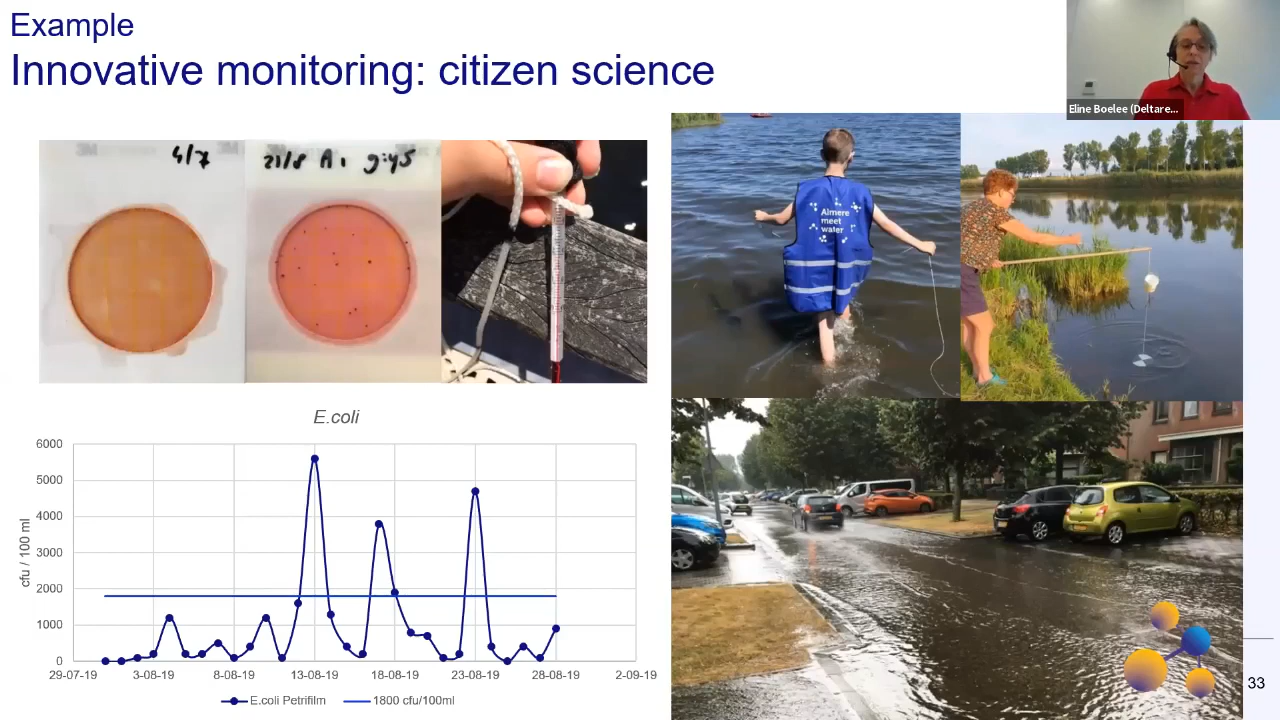 Example
Innovative monitoring: citizen science
Eline Boelee (Deltare...
3M
4/7
21/8 A1
Almere
meet
water
E.coli
cfu / 100 ml
6000
5000
4000
3000
2000
1000
0
29-07-19 3-08-19 8-08-19 13-08-19 18-08-19 23-08-19 28-08-19 2-09-19
E.coli Petrifilm 1800 cfu/100ml
33